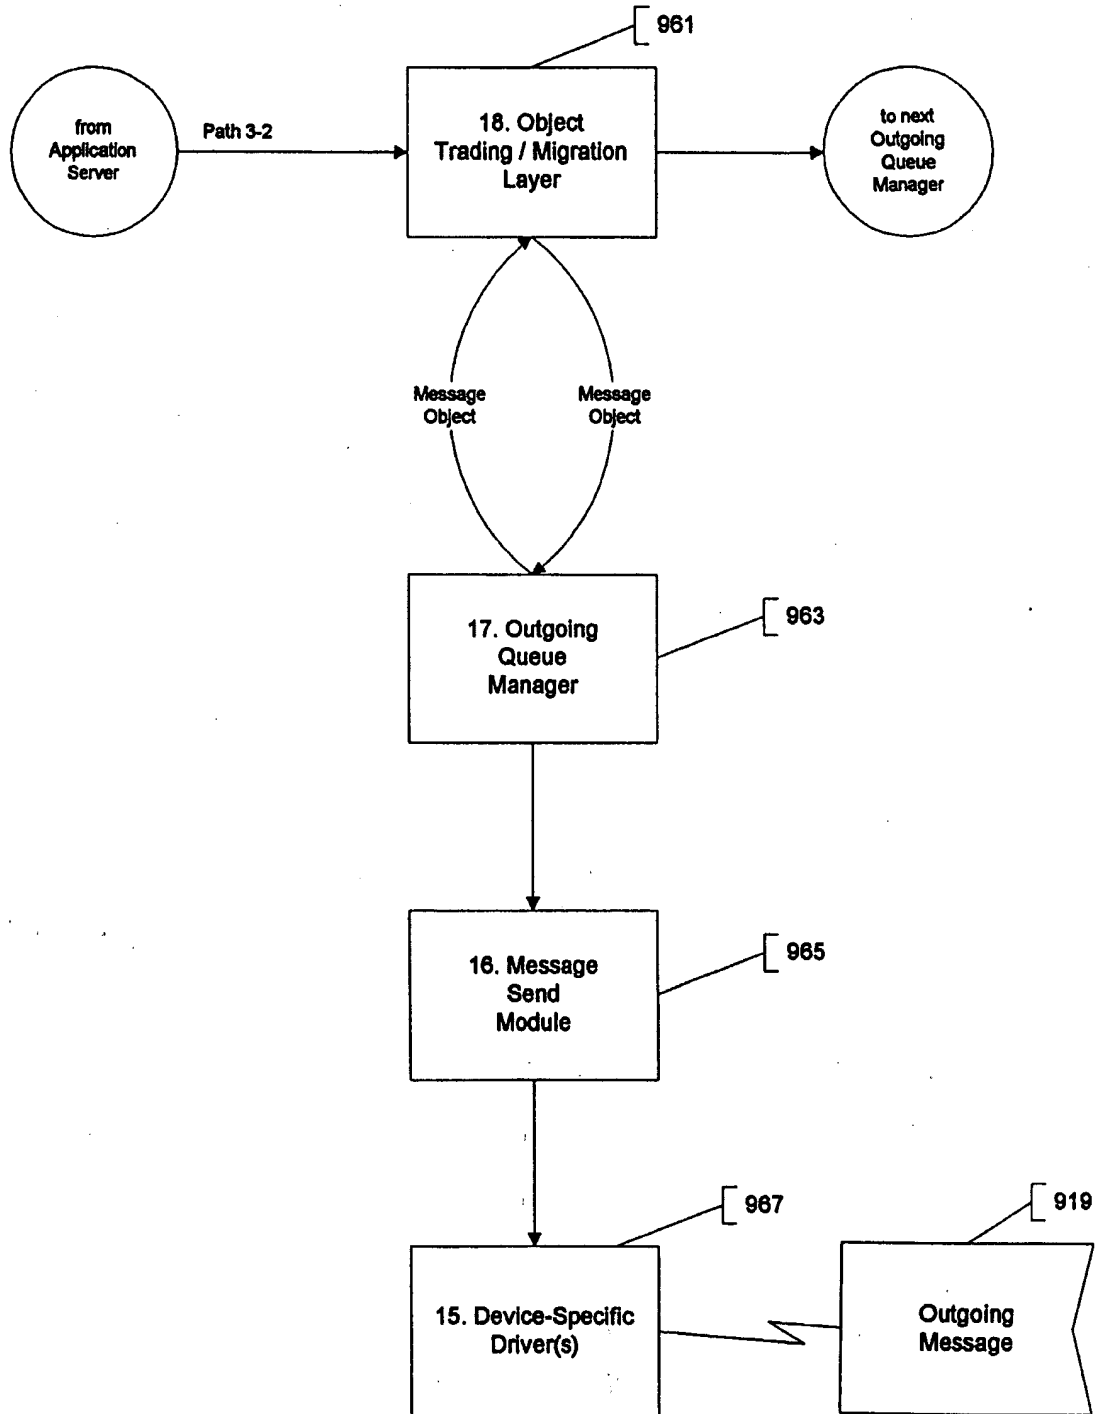 961
from
Application
Server
Path 3-2
18. Object
Trading / Migration
Layer
to next
Outgoing
Queue
Manager
Message
Object
Message
Object
963
17. Outgoing
Queue
Manager
965
16. Message
Send
Module
967
919
15. Device-Specific
Driver(s)
Outgoing
Message